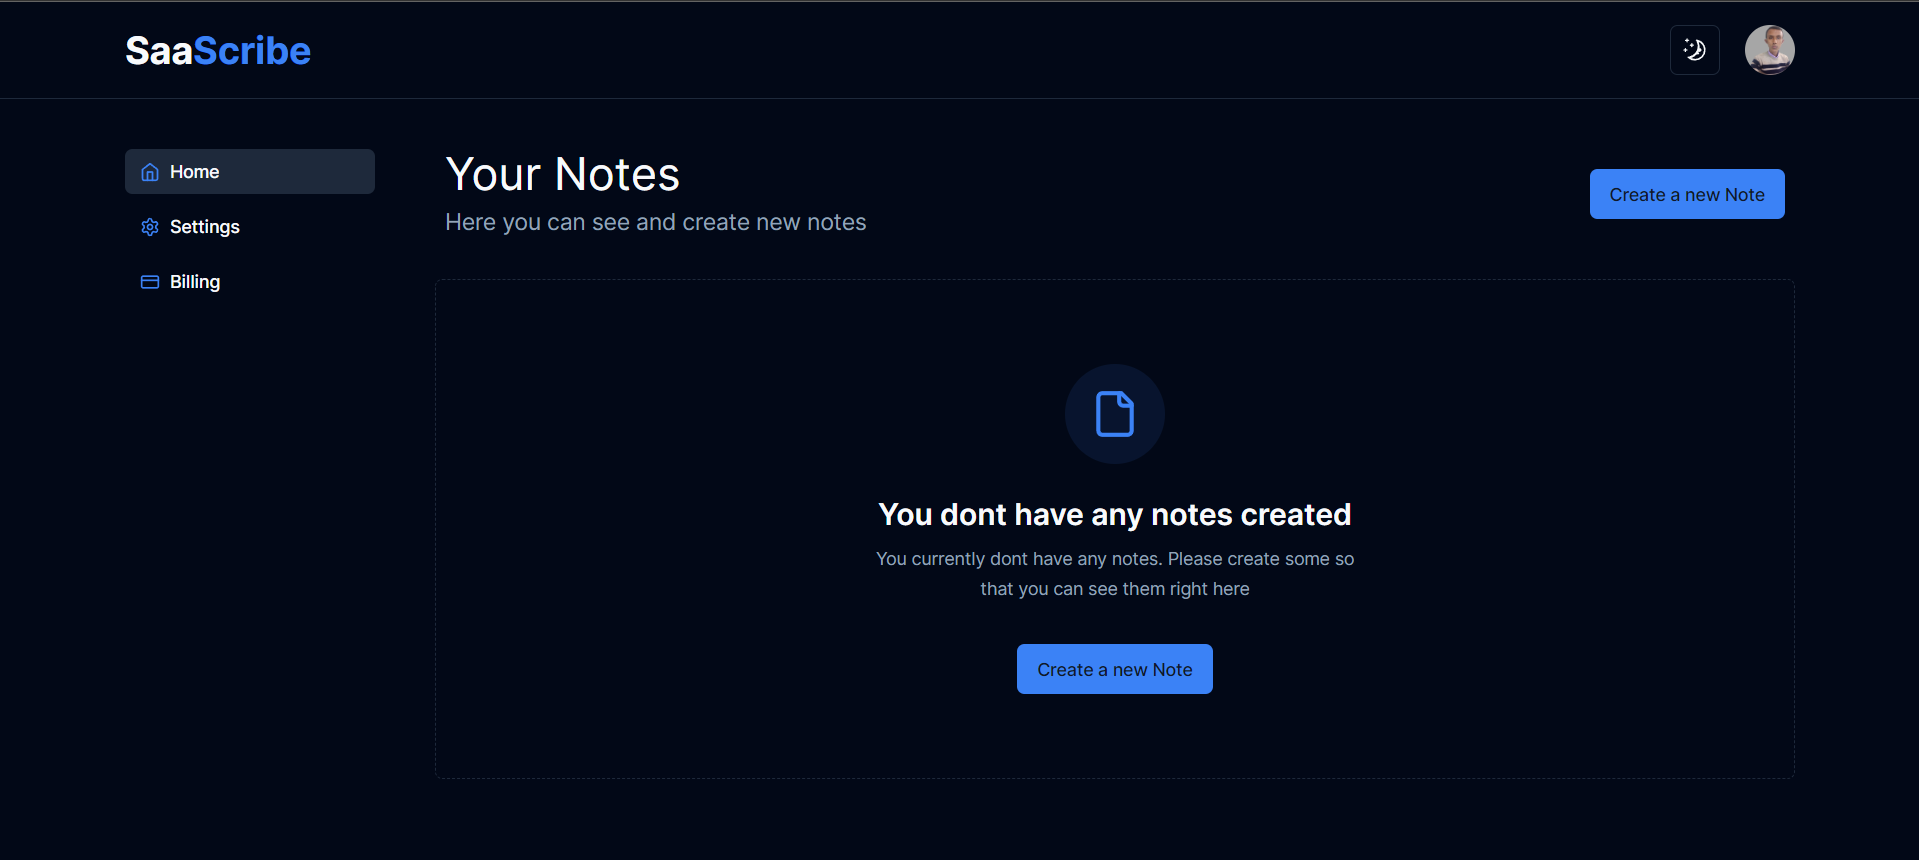 SaaScribe
Home
Settings
Billing
Your Notes
Here you can see and create new notes
Create a new Note
You dont have any notes created
You currently dont have any notes. Please create some so
that you can see them right here
Create a new Note